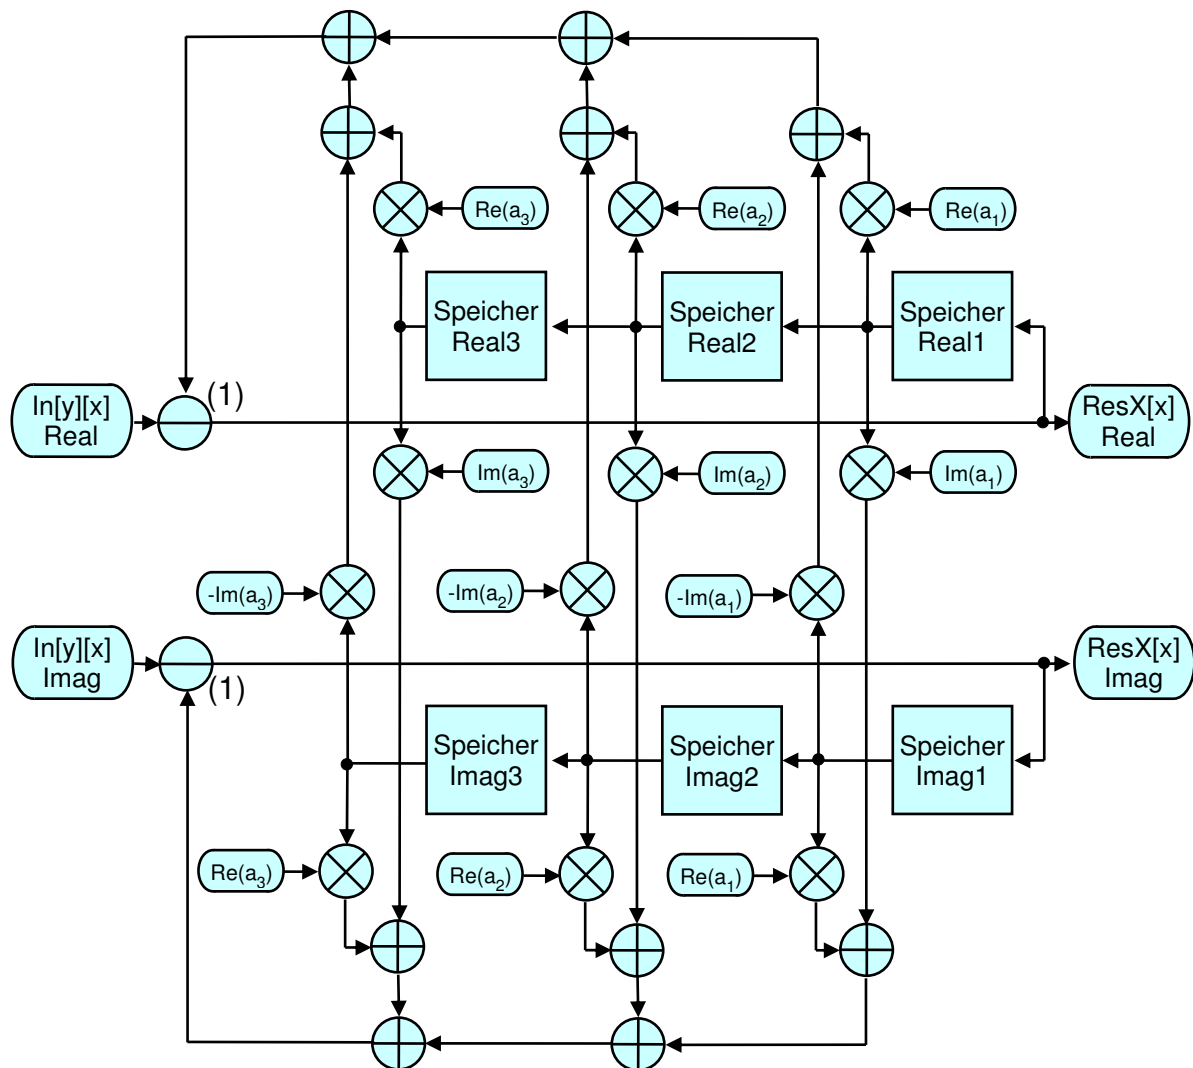 Re(a3)
Re(a2)
Re(a1)
Speicher
Real3
Speicher
Real2
Speicher
Real1
In[y][x]
Real
(1)
ResX[x]
Real
Im(a3)
Im(a2)
Im(a1)
-Im(a3)
-Im(a2)
-Im(a1)
In[y][x]
Imag
(1)
ResX[x]
Imag
Speicher
Imag3
Speicher
Imag2
Speicher
Imag1
Re(a3)
Re(a2)
Re(a1)